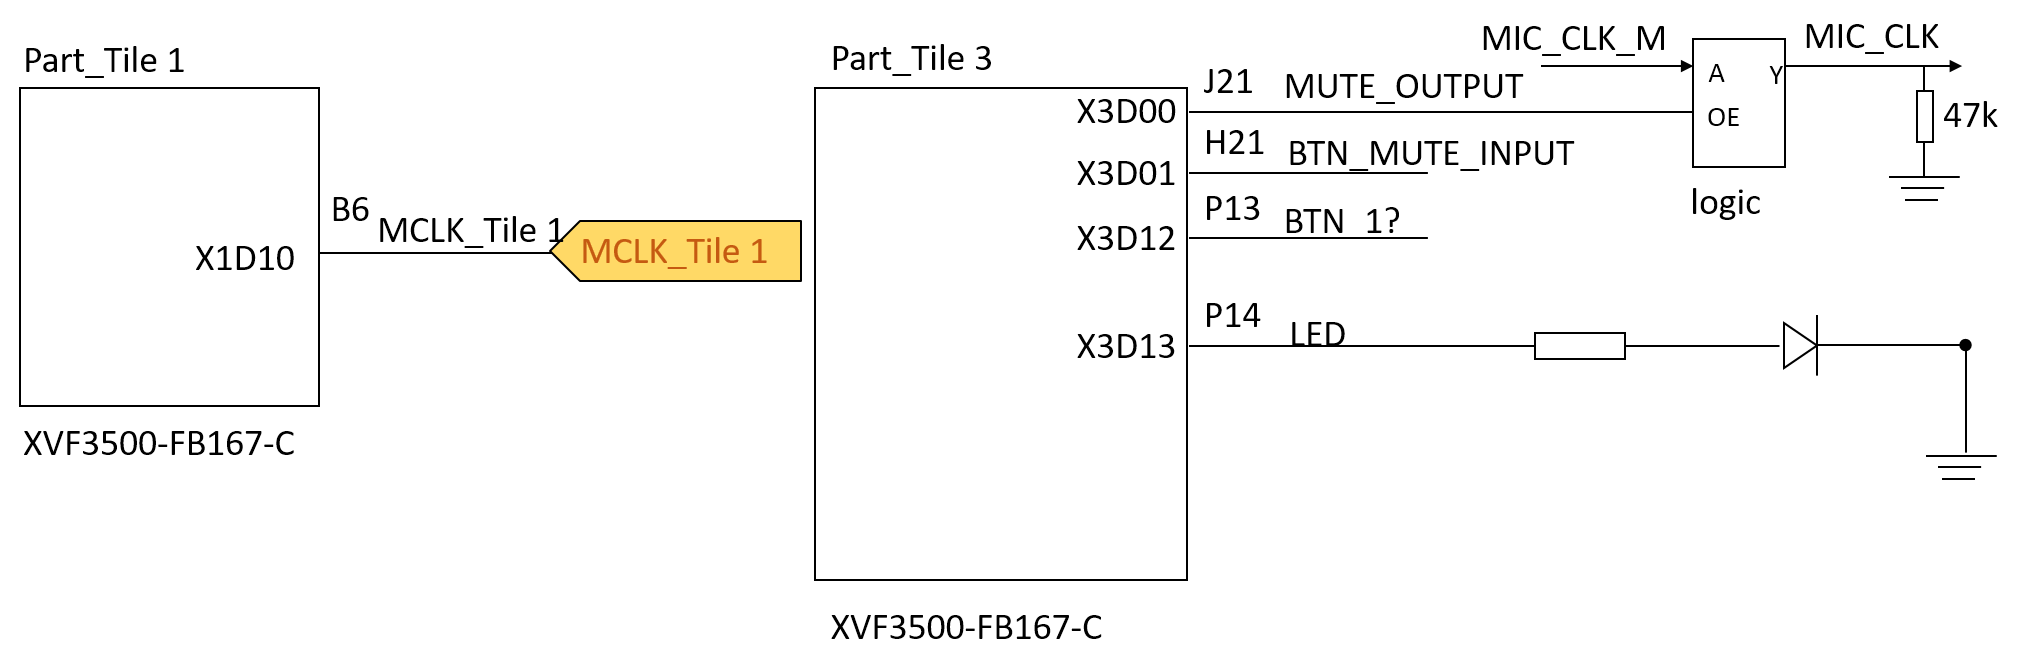 Part_Tile 1
X1D10
B6
MCLK_Tile 1
MCLK_Tile 1
XVF3500-FB167-C
Part_Tile 3
X3D00
J21
MUTE_OUTPUT
X3D01
H21
BTN_MUTE_INPUT
X3D12
P13
BTN_1?
X3D13
P14
LED
XVF3500-FB167-C
MIC_CLK_M
A
Y
OE
logic
MIC_CLK
47k